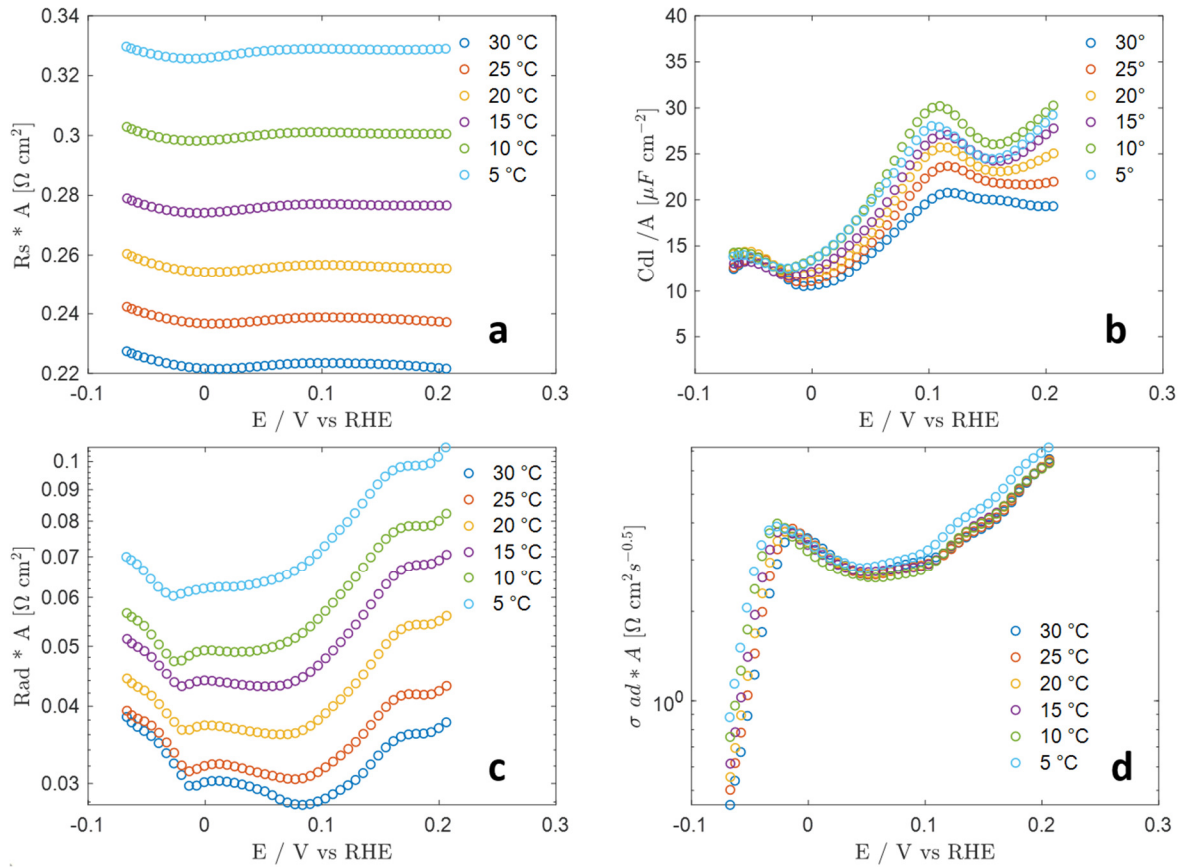 0.34
0.32
0.3
0.28
0.26
0.24
0.22
-0.1
0
0.1
0.2
0.3
Rs * A [Ω cm²]
E / V vs RHE
30 °C
25 °C
20 °C
15 °C
10 °C
5 °C
a
40
35
30
25
20
15
10
5
-0.1
0
0.1
0.2
0.3
Cdl /A [μF cm⁻²]
E / V vs RHE
30°
25°
20°
15°
10°
5°
b
0.1
0.09
0.08
0.07
0.06
0.05
0.04
0.03
-0.1
0
0.1
0.2
0.3
Rad * A [Ω cm²]
E / V vs RHE
30 °C
25 °C
20 °C
15 °C
10 °C
5 °C
c
10⁰
-0.1
0
0.1
0.2
0.3
σ ad * A [Ω cm²s⁻⁰·⁵]
E / V vs RHE
30 °C
25 °C
20 °C
15 °C
10 °C
5 °C
d